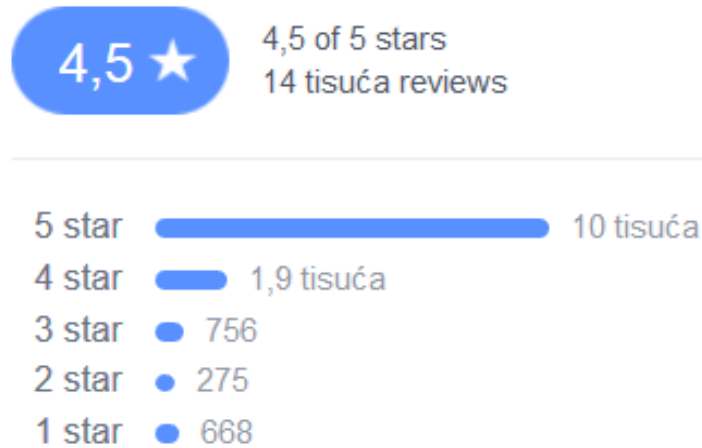 4,5 ★
4,5 of 5 stars
14 tisuća reviews
5 star 10 tisuća
4 star 1,9 tisuća
3 star 756
2 star 275
1 star 668